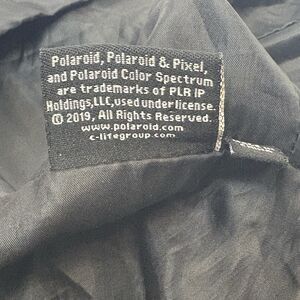 Polaroid, Polaroid & Pixel,
and Polaroid Color Spectrum
are trademarks of PLR IP
Holdings,LLC,used under license.
© 2019, All Rights Reserved.
www.polaroid.com
c-lifegroup.com